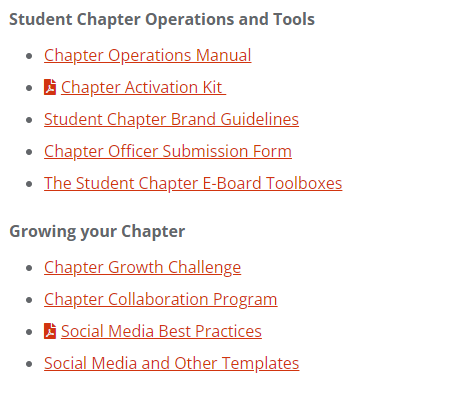 Student Chapter Operations and Tools
Chapter Operations Manual
Chapter Activation Kit
Student Chapter Brand Guidelines
Chapter Officer Submission Form
The Student Chapter E-Board Toolboxes
Growing your Chapter
Chapter Growth Challenge
Chapter Collaboration Program
Social Media Best Practices
Social Media and Other Templates